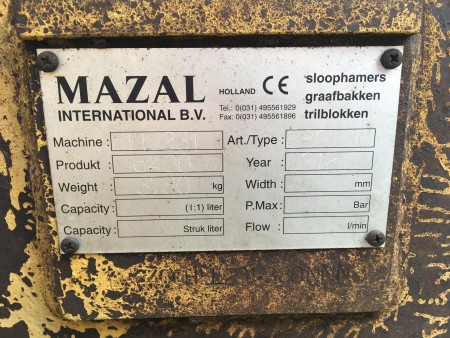 MAZAL
INTERNATIONAL B.V.
HOLLAND CE
Tel.: 0(031) 495561929
Fax: 0(031) 495561896
sloophamers
graafbakken
trilblokken
Machine : Art./Type :
Produkt : Year :
Weight : kg Width : mm
Capacity: (1:1) liter P.Max: Bar
Capacity: Struk liter Flow : l/min